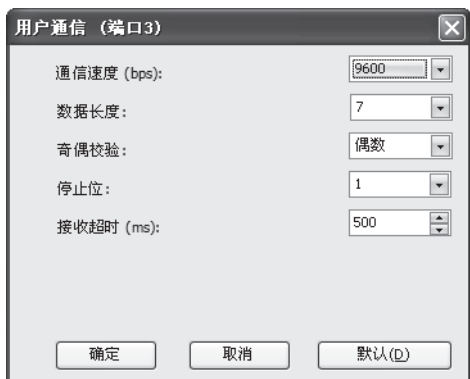 用户通信 (端口3)
通信速度 (bps): 9600
数据长度: 7
奇偶校验: 偶数
停止位: 1
接收超时 (ms): 500
确定 取消 默认(D)